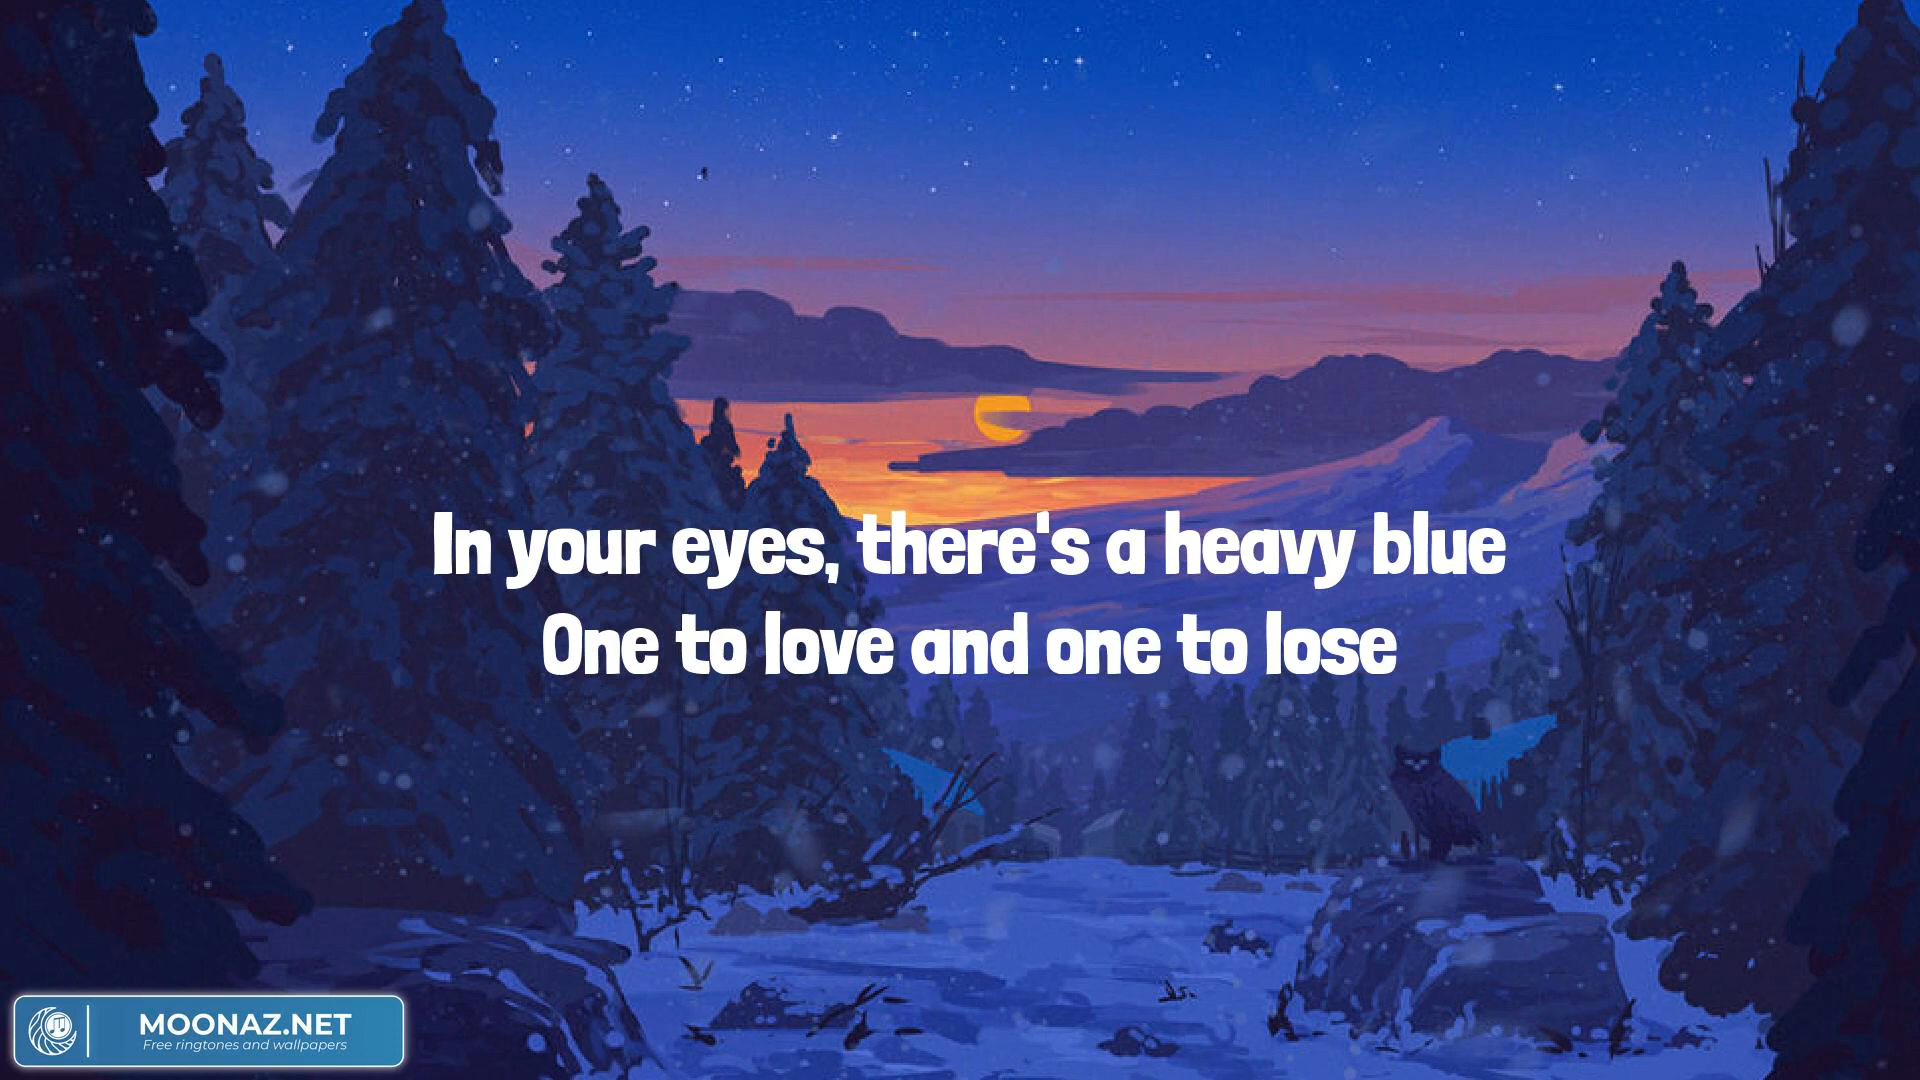 In your eyes, there's a heavy blue
One to love and one to lose
MOONAZ.NET
Free ringtones and wallpapers